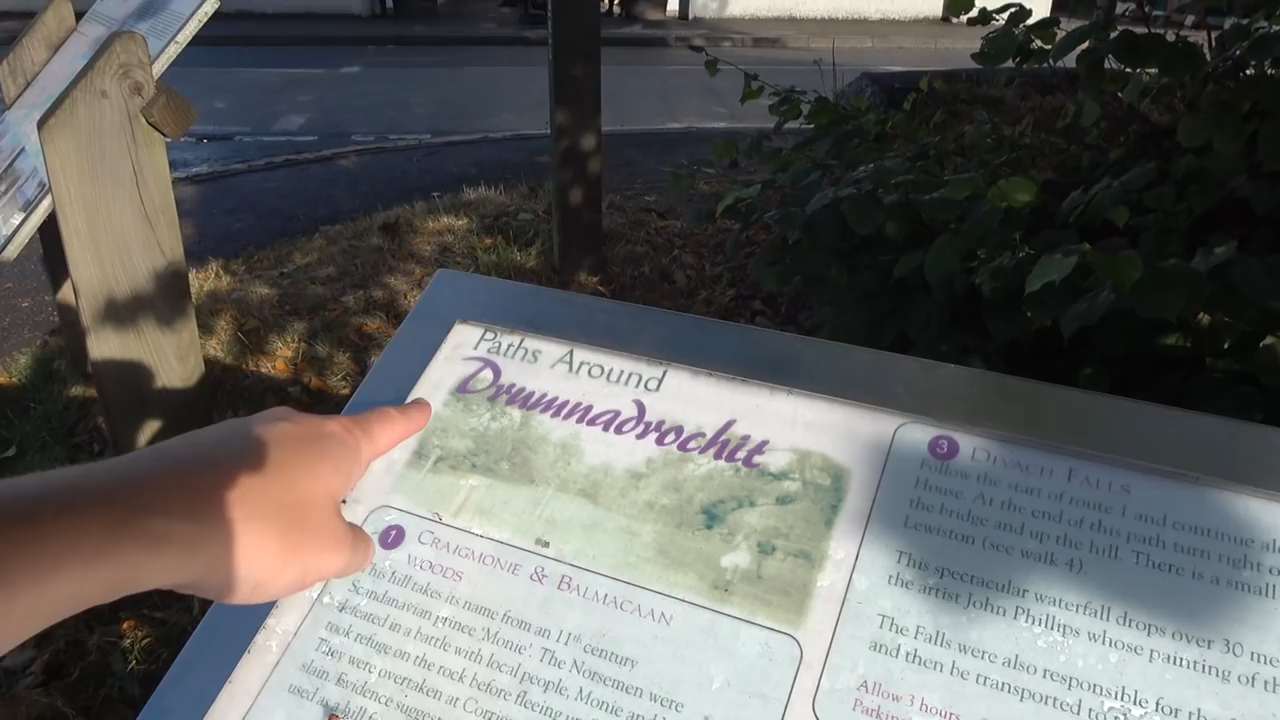 Paths Around
Drumnadrochit
1 CRAIGMONIE & BALMACAAN
WOODS
This hill takes its name from an 11th century
Scandanavian prince 'Monie'. The Norsemen were
defeated in a battle with local people, Monie and
took refuge on the rock before fleeing
They were overtaken at
slain. Evidence
used as a hill
3 DIVACH FALLS
Follow the start of route 1 and continue
House. At the end of this path turn right
the bridge and up the hill. There is a small
Lewiston (see walk 4).
This spectacular waterfall drops over 30
the artist John Phillips whose painting of
The Falls were also responsible for
and then be transported to
Allow 3 hours